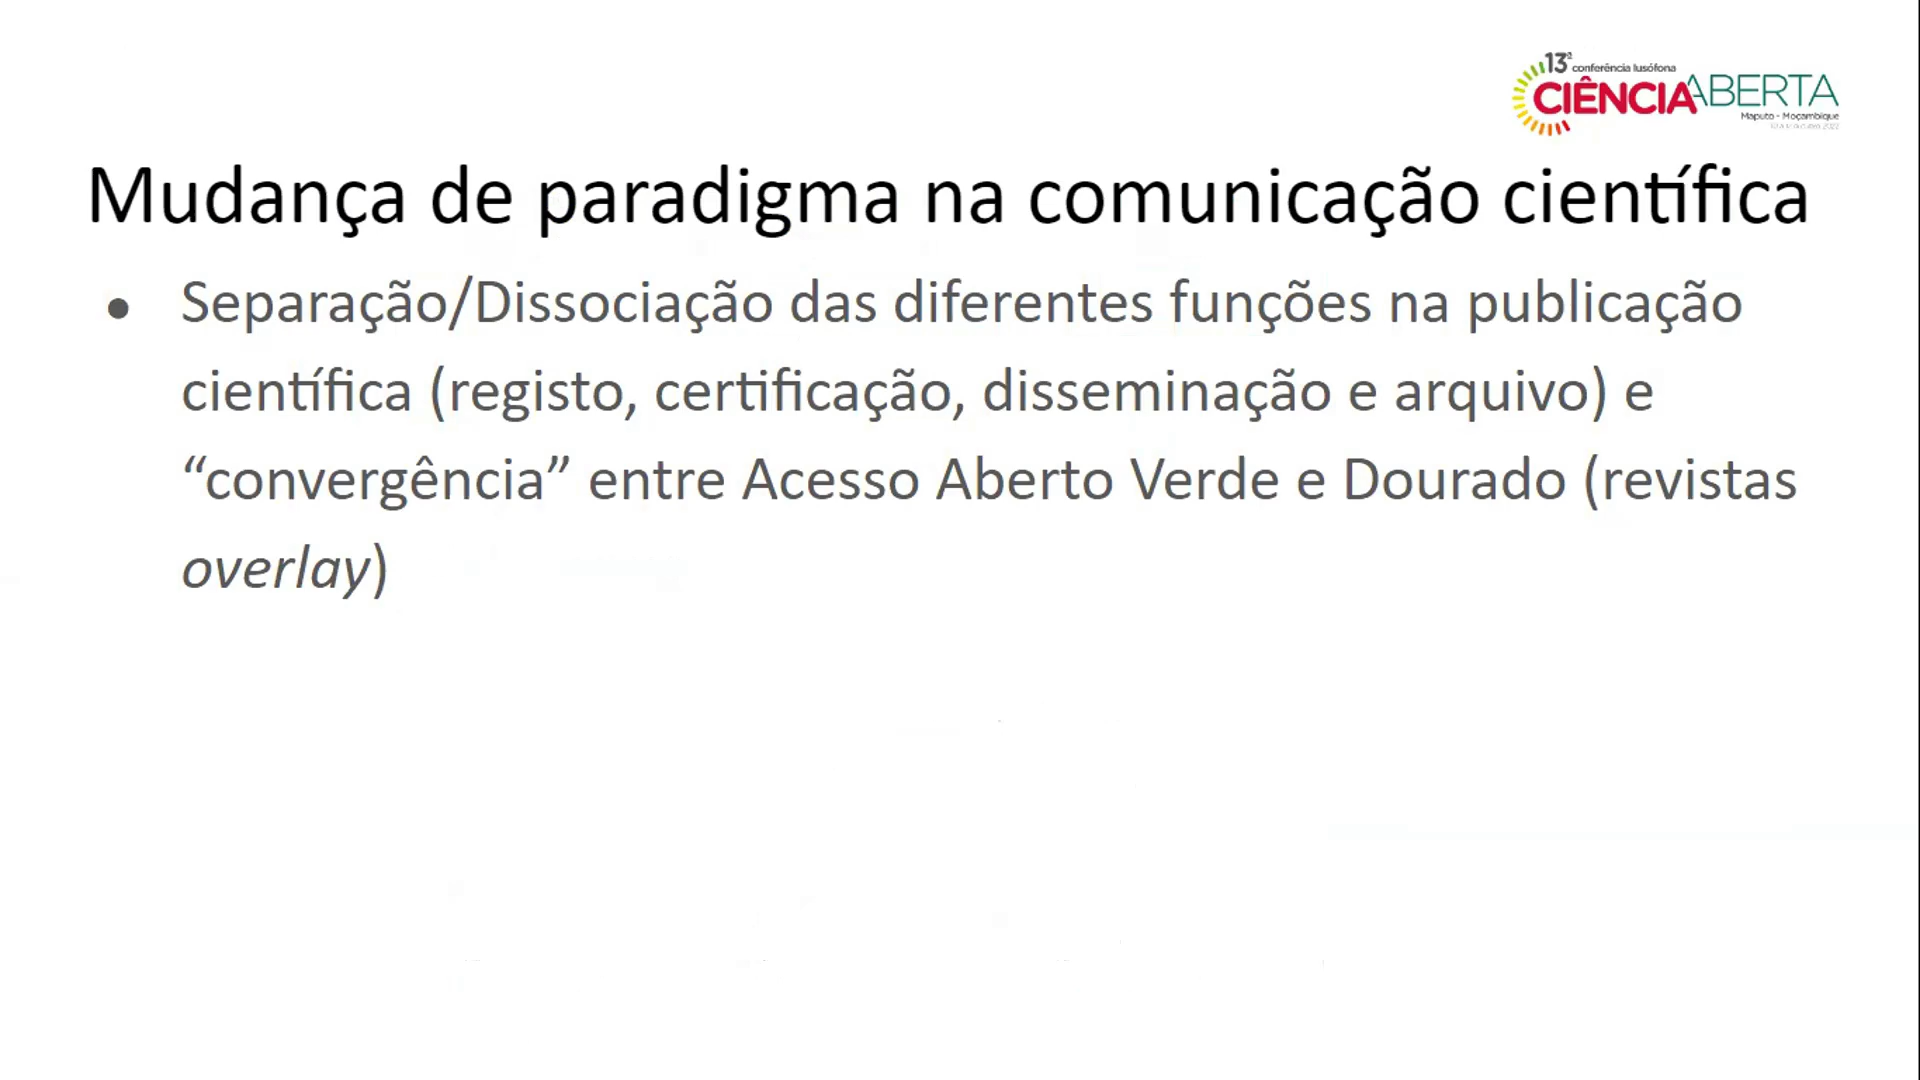 13ª conferência lusófona
CIÊNCIA ABERTA
Maputo - Moçambique
Mudança de paradigma na comunicação científica
● Separação/Dissociação das diferentes funções na publicação
científica (registo, certificação, disseminação e arquivo) e
“convergência” entre Acesso Aberto Verde e Dourado (revistas
overlay)